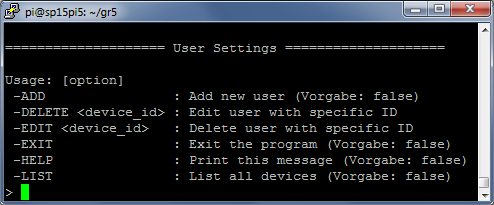 pi@sp15pi5: ~/gr5
==================== User Settings ====================
Usage: [option]
-ADD : Add new user (Vorgabe: false)
-DELETE <device_id> : Edit user with specific ID
-EDIT <device_id> : Delete user with specific ID
-EXIT : Exit the program (Vorgabe: false)
-HELP : Print this message (Vorgabe: false)
-LIST : List all devices (Vorgabe: false)
>